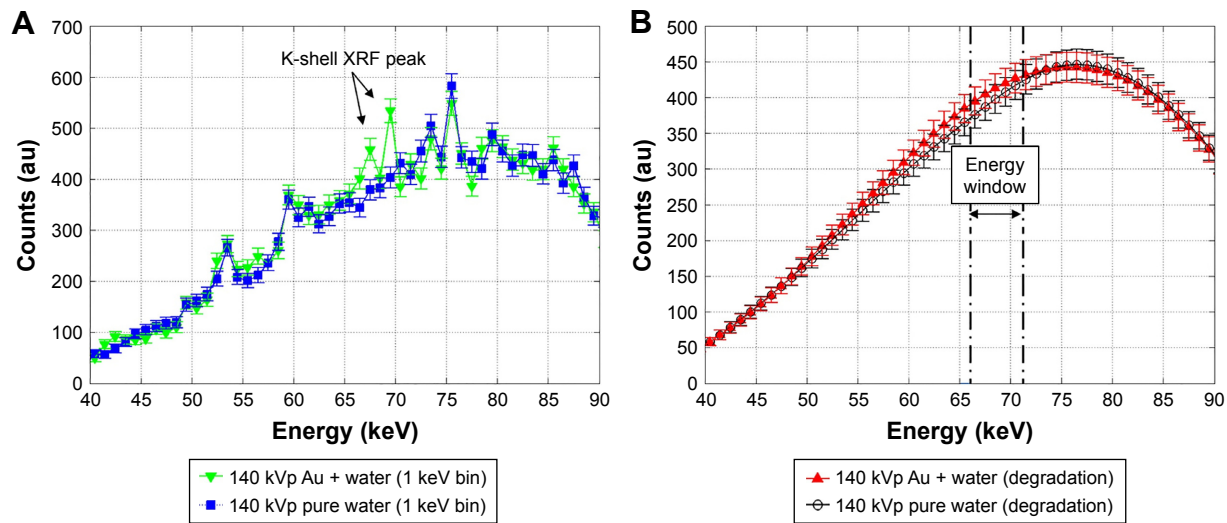 A
700
600
500
400
300
200
100
0
Counts (au)
K-shell XRF peak
40 45 50 55 60 65 70 75 80 85 90
Energy (keV)
140 kVp Au + water (1 keV bin)
140 kVp pure water (1 keV bin)
B
500
450
400
350
300
250
200
150
100
50
0
Counts (au)
Energy
window
40 45 50 55 60 65 70 75 80 85 90
Energy (keV)
140 kVp Au + water (degradation)
140 kVp pure water (degradation)